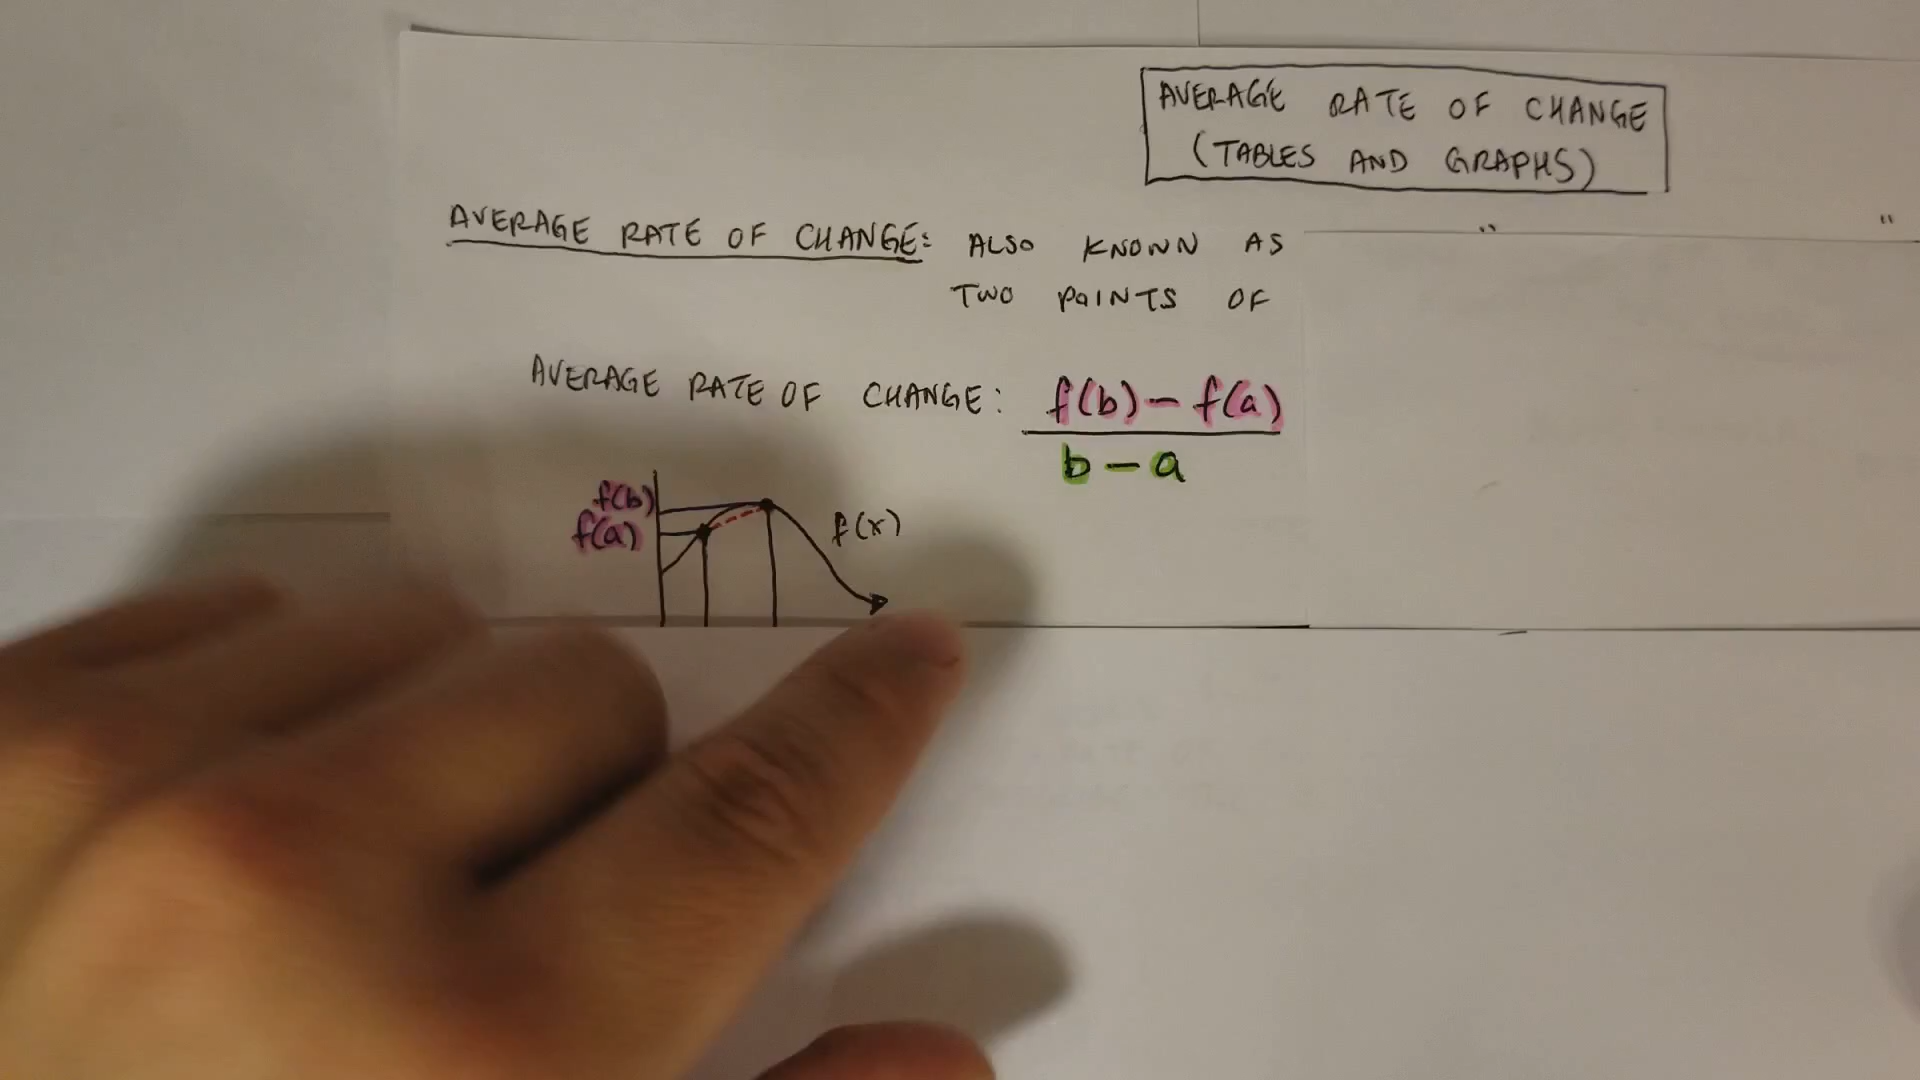 AVERAGE RATE OF CHANGE
(TABLES AND GRAPHS)
AVERAGE RATE OF CHANGE: ALSO KNOWN AS
TWO POINTS OF
AVERAGE RATE OF CHANGE: f(b) - f(a)
b - a
f(b)
f(a)
f(x)